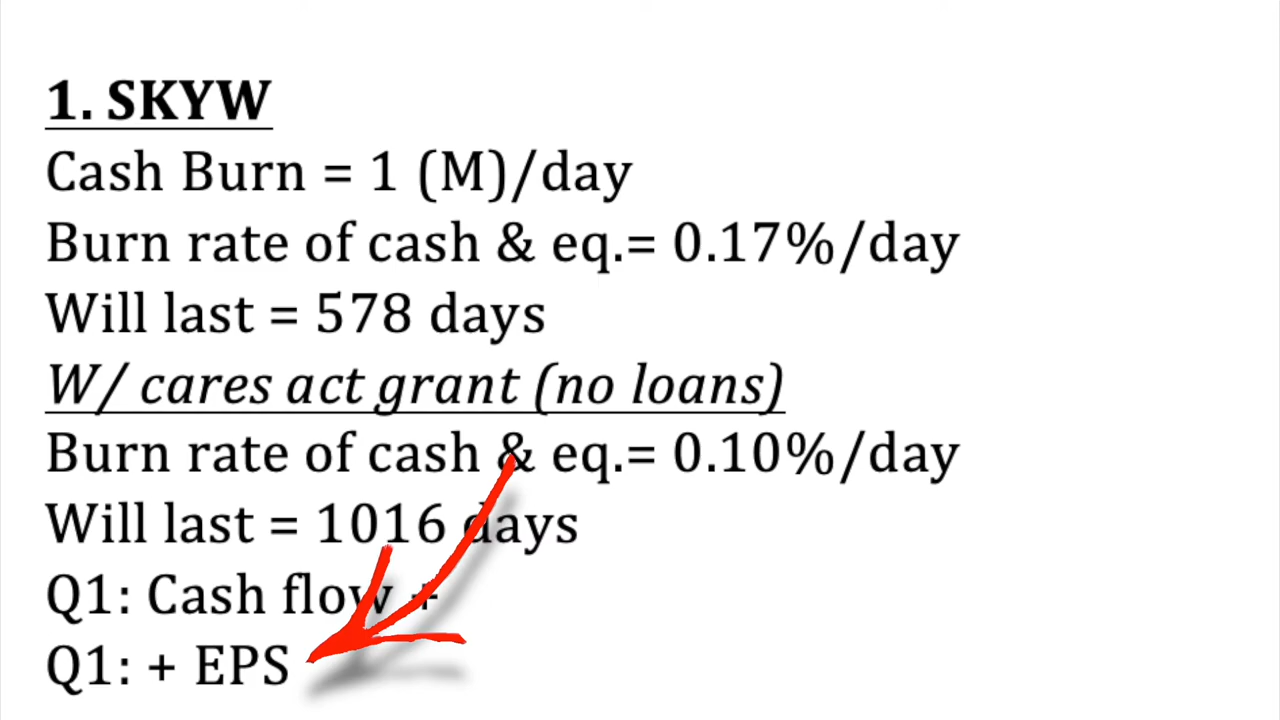 1. SKYW
Cash Burn = 1 (M)/day
Burn rate of cash & eq.= 0.17%/day
Will last = 578 days
W/ cares act grant (no loans)
Burn rate of cash & eq.= 0.10%/day
Will last = 1016 days
Q1: Cash flow +
Q1: + EPS